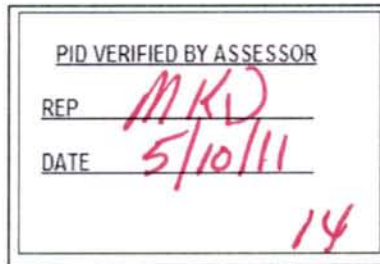 PID VERIFIED BY ASSESSOR
REP MKD
DATE 5/10/11
14